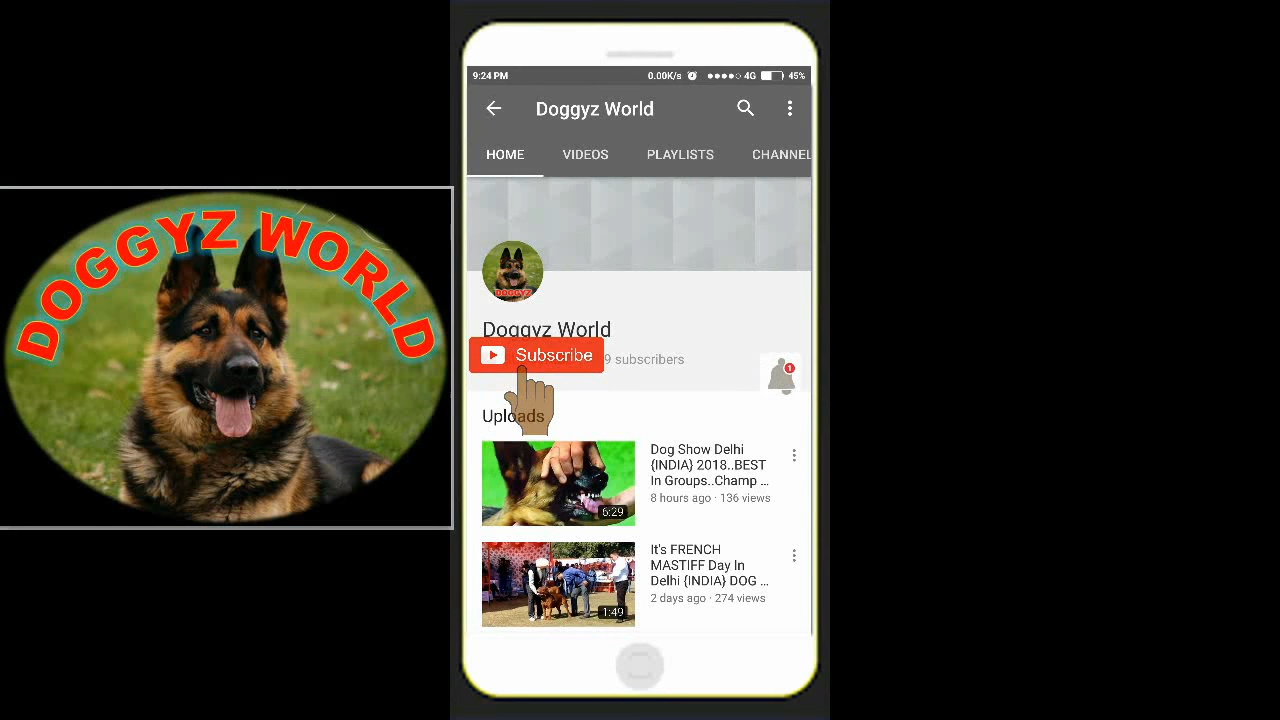 DOGGYZ WORLD
9:24 PM 0.00K/s 4G 45%
Doggyz World
HOME VIDEOS PLAYLISTS CHANNEL
DOGGYZ
Doggyz World
Subscribe 9 subscribers
1
Uploads
Dog Show Delhi
{INDIA} 2018..BEST
In Groups..Champ ...
8 hours ago · 136 views
6:29
It's FRENCH
MASTIFF Day In
Delhi {INDIA} DOG ...
2 days ago · 274 views
1:49